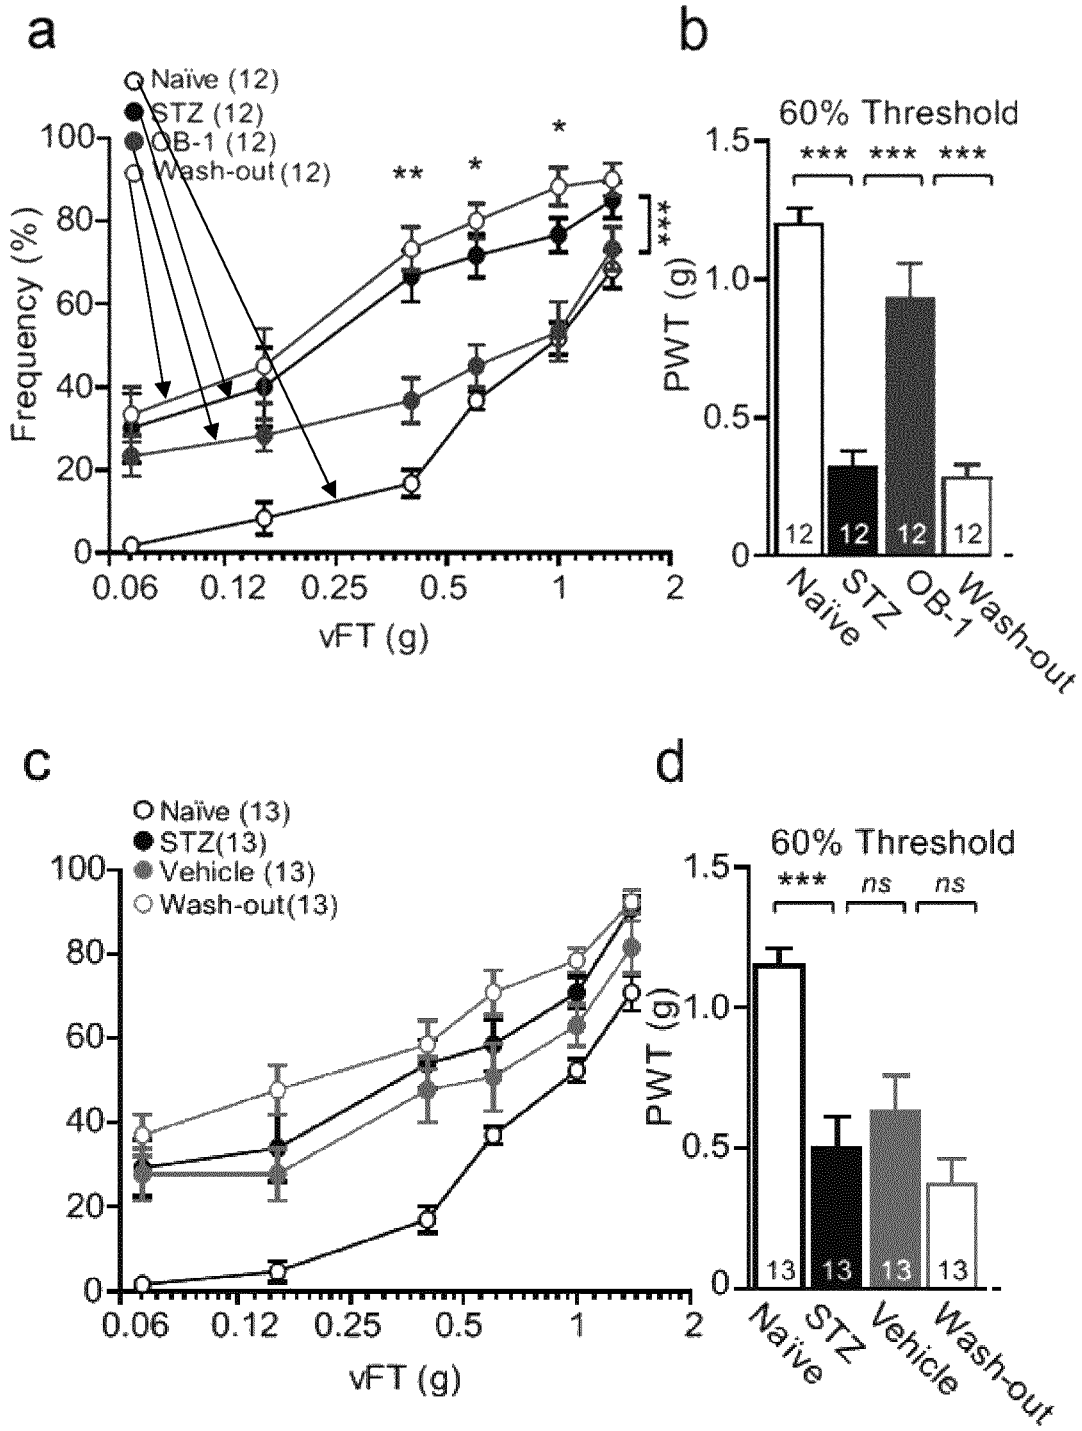 a
Naïve (12)
STZ (12)
OB-1 (12)
Wash-out (12)
100
80
60
40
20
0
Frequency (%)
** * *
***
0.06 0.12 0.25 0.5 1 2
vFT (g)
b
60% Threshold
*** *** ***
1.5
1.0
0.5
0
PWT (g)
12 12 12 12
Naïve STZ OB-1 Wash-out
c
Naïve (13)
STZ(13)
Vehicle (13)
Wash-out(13)
100
80
60
40
20
0
0.06 0.12 0.25 0.5 1 2
vFT (g)
d
60% Threshold
*** ns ns
1.5
1.0
0.5
0
PWT (g)
13 13 13 13
Naïve STZ Vehicle Wash-out